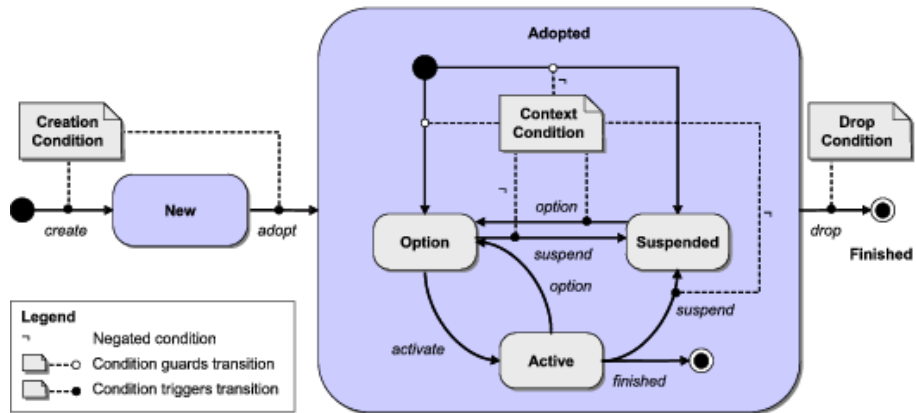 Adopted
Creation
Condition
Context
Condition
Drop
Condition
¬
¬
¬
New
create
adopt
option
Option
Suspended
suspend
drop
Finished
option
suspend
activate
Active
finished
Legend
¬ Negated condition
Condition guards transition
Condition triggers transition